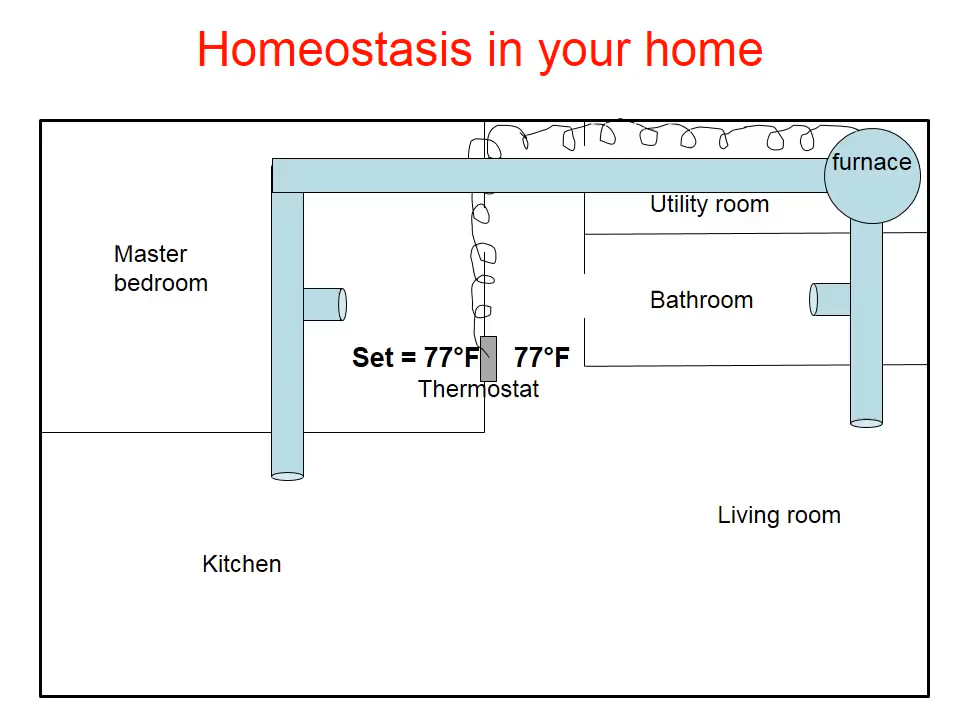 Homeostasis in your home
furnace
Utility room
Master
bedroom
Bathroom
Set = 77°F 77°F
Thermostat
Living room
Kitchen